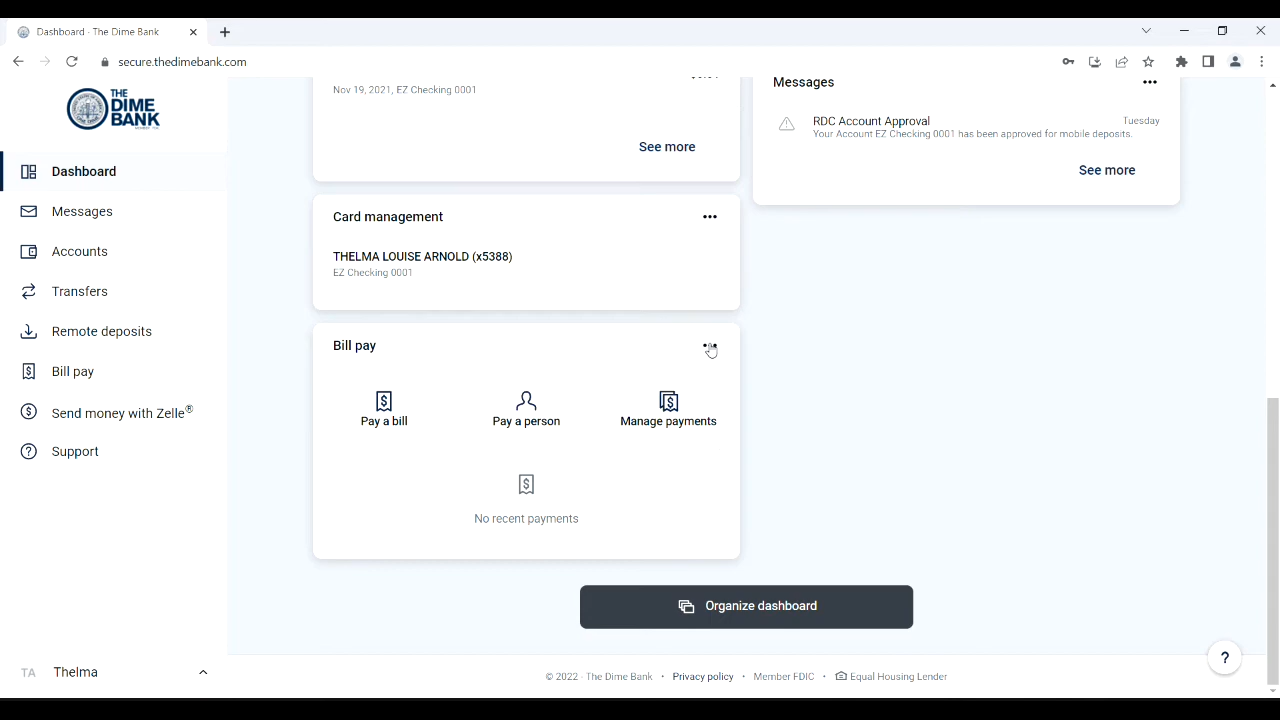 Dashboard - The Dime Bank
secure.thedimebank.com
THE
DIME
BANK
Dashboard
Messages
Accounts
Transfers
Remote deposits
Bill pay
Send money with Zelle®
Support
TA Thelma
Nov 19, 2021, EZ Checking 0001
See more
Card management
THELMA LOUISE ARNOLD (x5388)
EZ Checking 0001
Bill pay
Pay a bill
Pay a person
Manage payments
No recent payments
Messages
RDC Account Approval
Tuesday
Your Account EZ Checking 0001 has been approved for mobile deposits.
See more
Organize dashboard
?
© 2022 · The Dime Bank • Privacy policy • Member FDIC • Equal Housing Lender